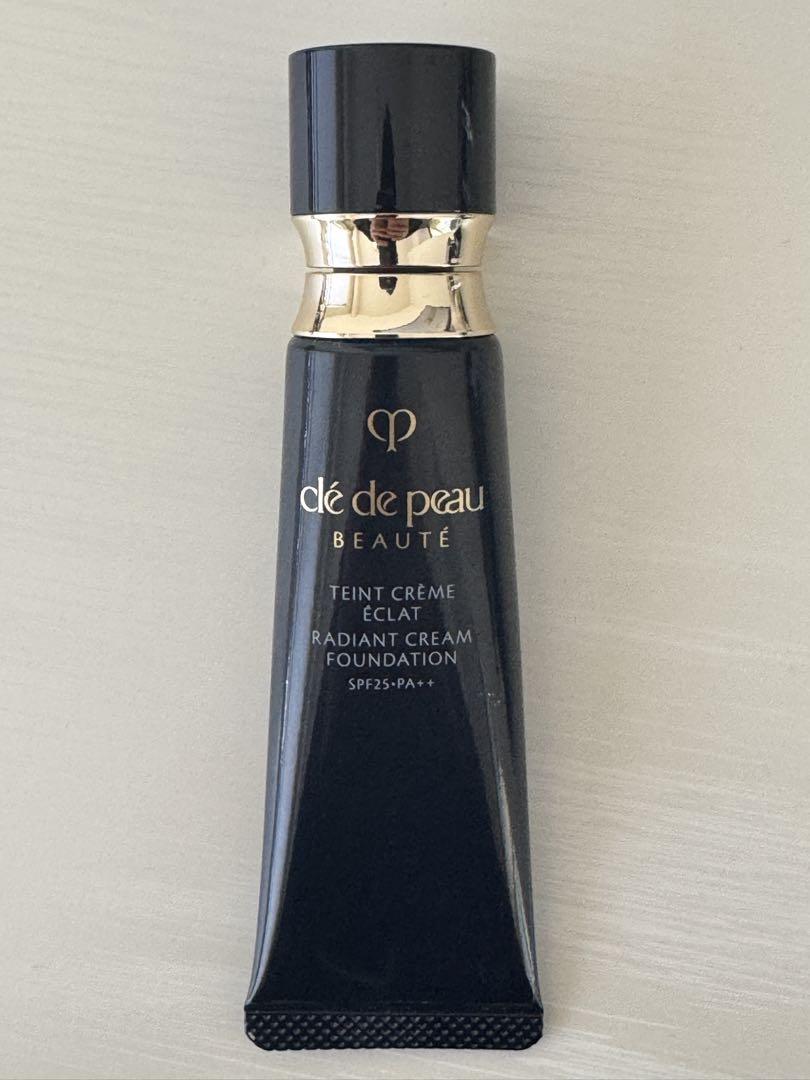 clé de peau
BEAUTÉ
TEINT CRÈME
ÉCLAT
RADIANT CREAM
FOUNDATION
SPF25•PA++